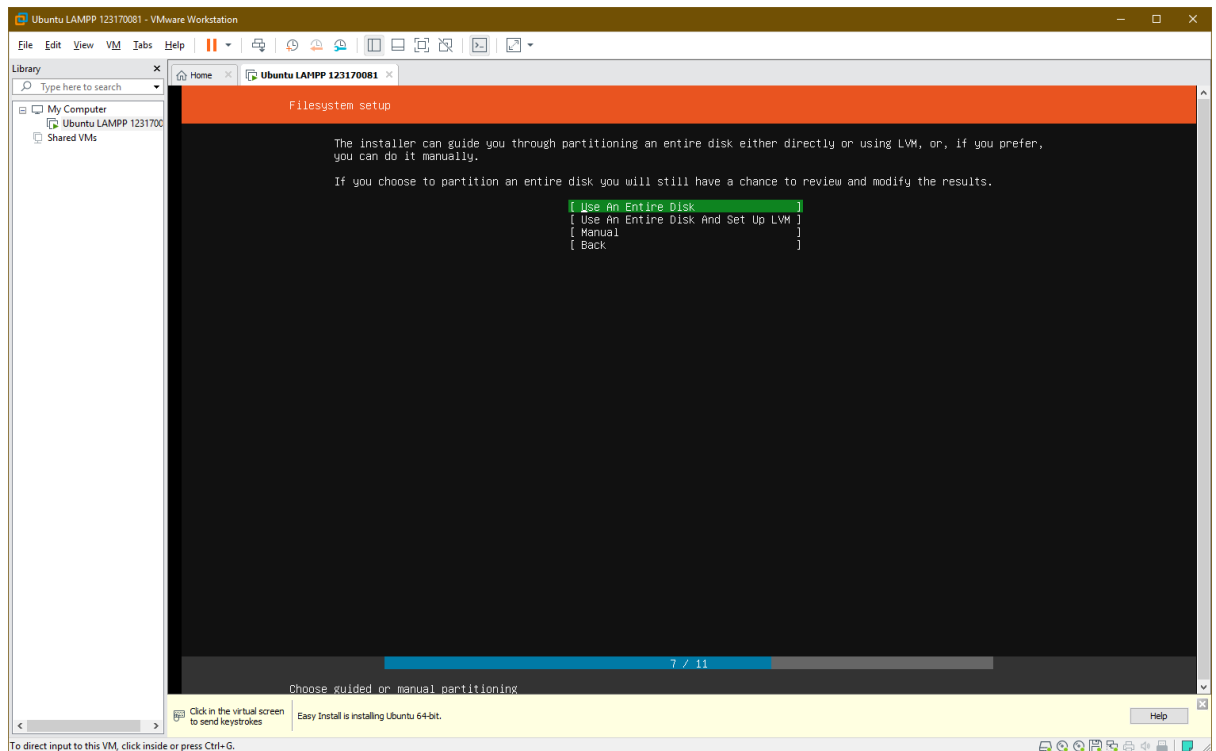 Ubuntu LAMPP 123170081 - VMware Workstation
File Edit View VM Tabs Help
Library
Type here to search
My Computer
Ubuntu LAMPP 1231700
Shared VMs
Home
Ubuntu LAMPP 123170081
Filesystem setup
The installer can guide you through partitioning an entire disk either directly or using LVM, or, if you prefer,
you can do it manually.
If you choose to partition an entire disk you will still have a chance to review and modify the results.
[ Use An Entire Disk ]
[ Use An Entire Disk And Set Up LVM ]
[ Manual ]
[ Back ]
7 / 11
Choose guided or manual partitioning
Click in the virtual screen
to send keystrokes
Easy Install is installing Ubuntu 64-bit.
Help
To direct input to this VM, click inside or press Ctrl+G.